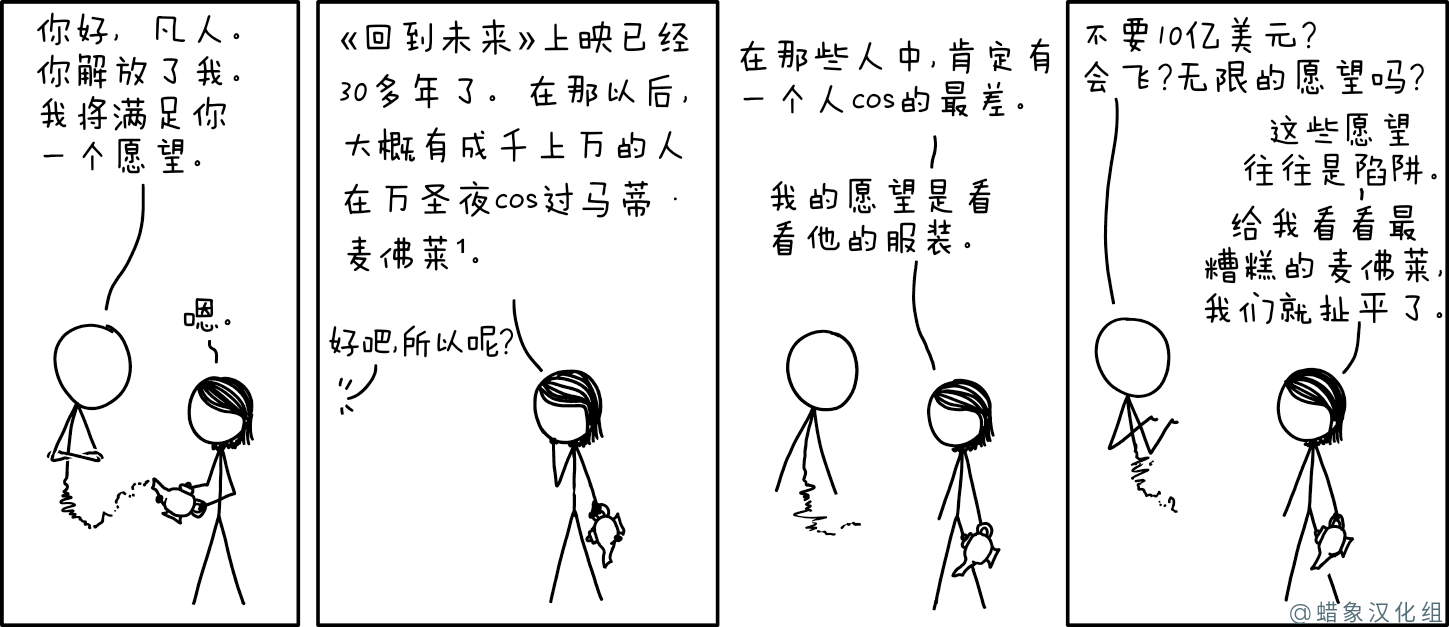 你好，凡人。
你解放了我。
我将满足你
一个愿望。
嗯。
《回到未来》上映已经
30多年了。在那以后，
大概有成千上万的人
在万圣夜cos过马蒂·
麦佛莱¹。
好吧，所以呢？
在那些人中，肯定有
一个人cos的最差。
我的愿望是看
看他的服装。
不要10亿美元？
会飞？无限的愿望吗？
这些愿望
往往是陷阱。
给我看看最
糟糕的麦佛莱，
我们就扯平了。
@蜡象汉化组